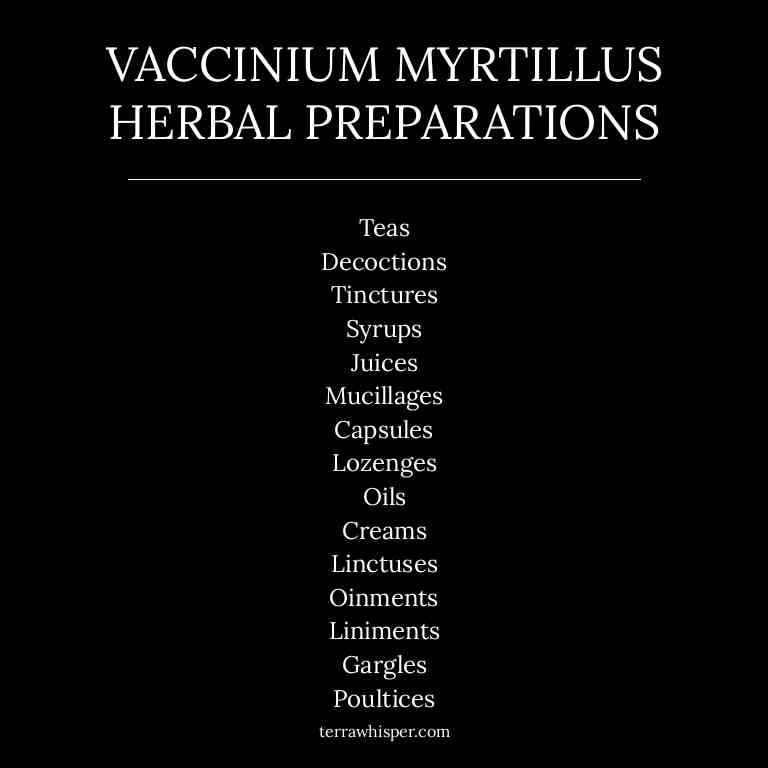 VACCINIUM MYRTILLUS
HERBAL PREPARATIONS
Teas
Decoctions
Tinctures
Syrups
Juices
Mucillages
Capsules
Lozenges
Oils
Creams
Linctuses
Oinments
Liniments
Gargles
Poultices
terrawhisper.com